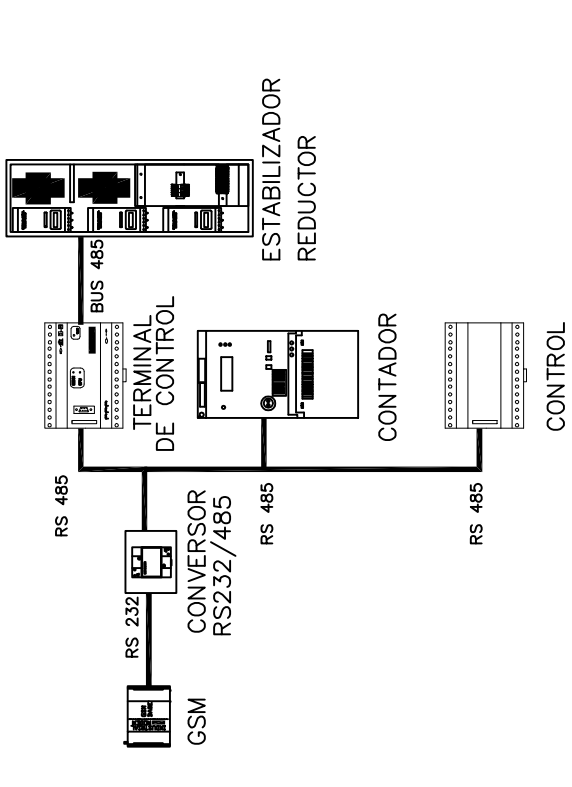 ESTABILIZADOR
REDUCTOR
BUS 485
TERMINAL
DE CONTROL
CONTADOR
CONTROL
RS 485
RS 485
RS 485
CONVERSOR
RS232/485
RS 232
GSM